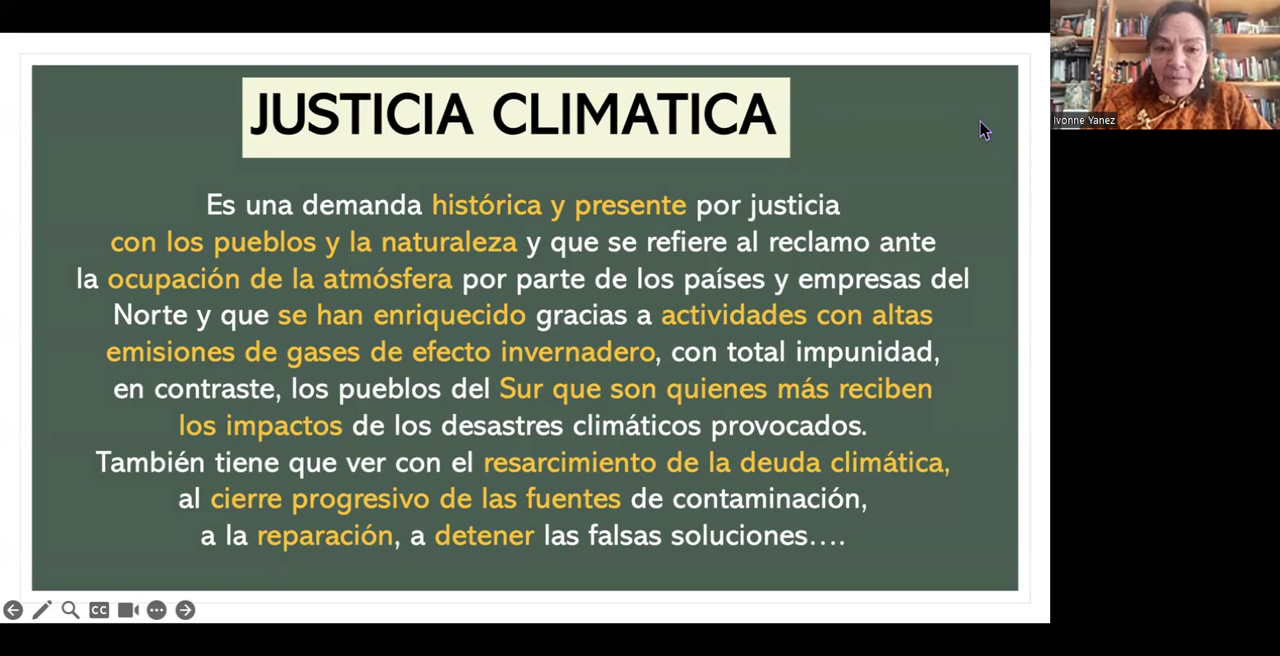 JUSTICIA CLIMATICA
Es una demanda histórica y presente por justicia
con los pueblos y la naturaleza y que se refiere al reclamo ante
la ocupación de la atmósfera por parte de los países y empresas del
Norte y que se han enriquecido gracias a actividades con altas
emisiones de gases de efecto invernadero, con total impunidad,
en contraste, los pueblos del Sur que son quienes más reciben
los impactos de los desastres climáticos provocados.
También tiene que ver con el resarcimiento de la deuda climática,
al cierre progresivo de las fuentes de contaminación,
a la reparación, a detener las falsas soluciones....
CC
Ivonne Yanez